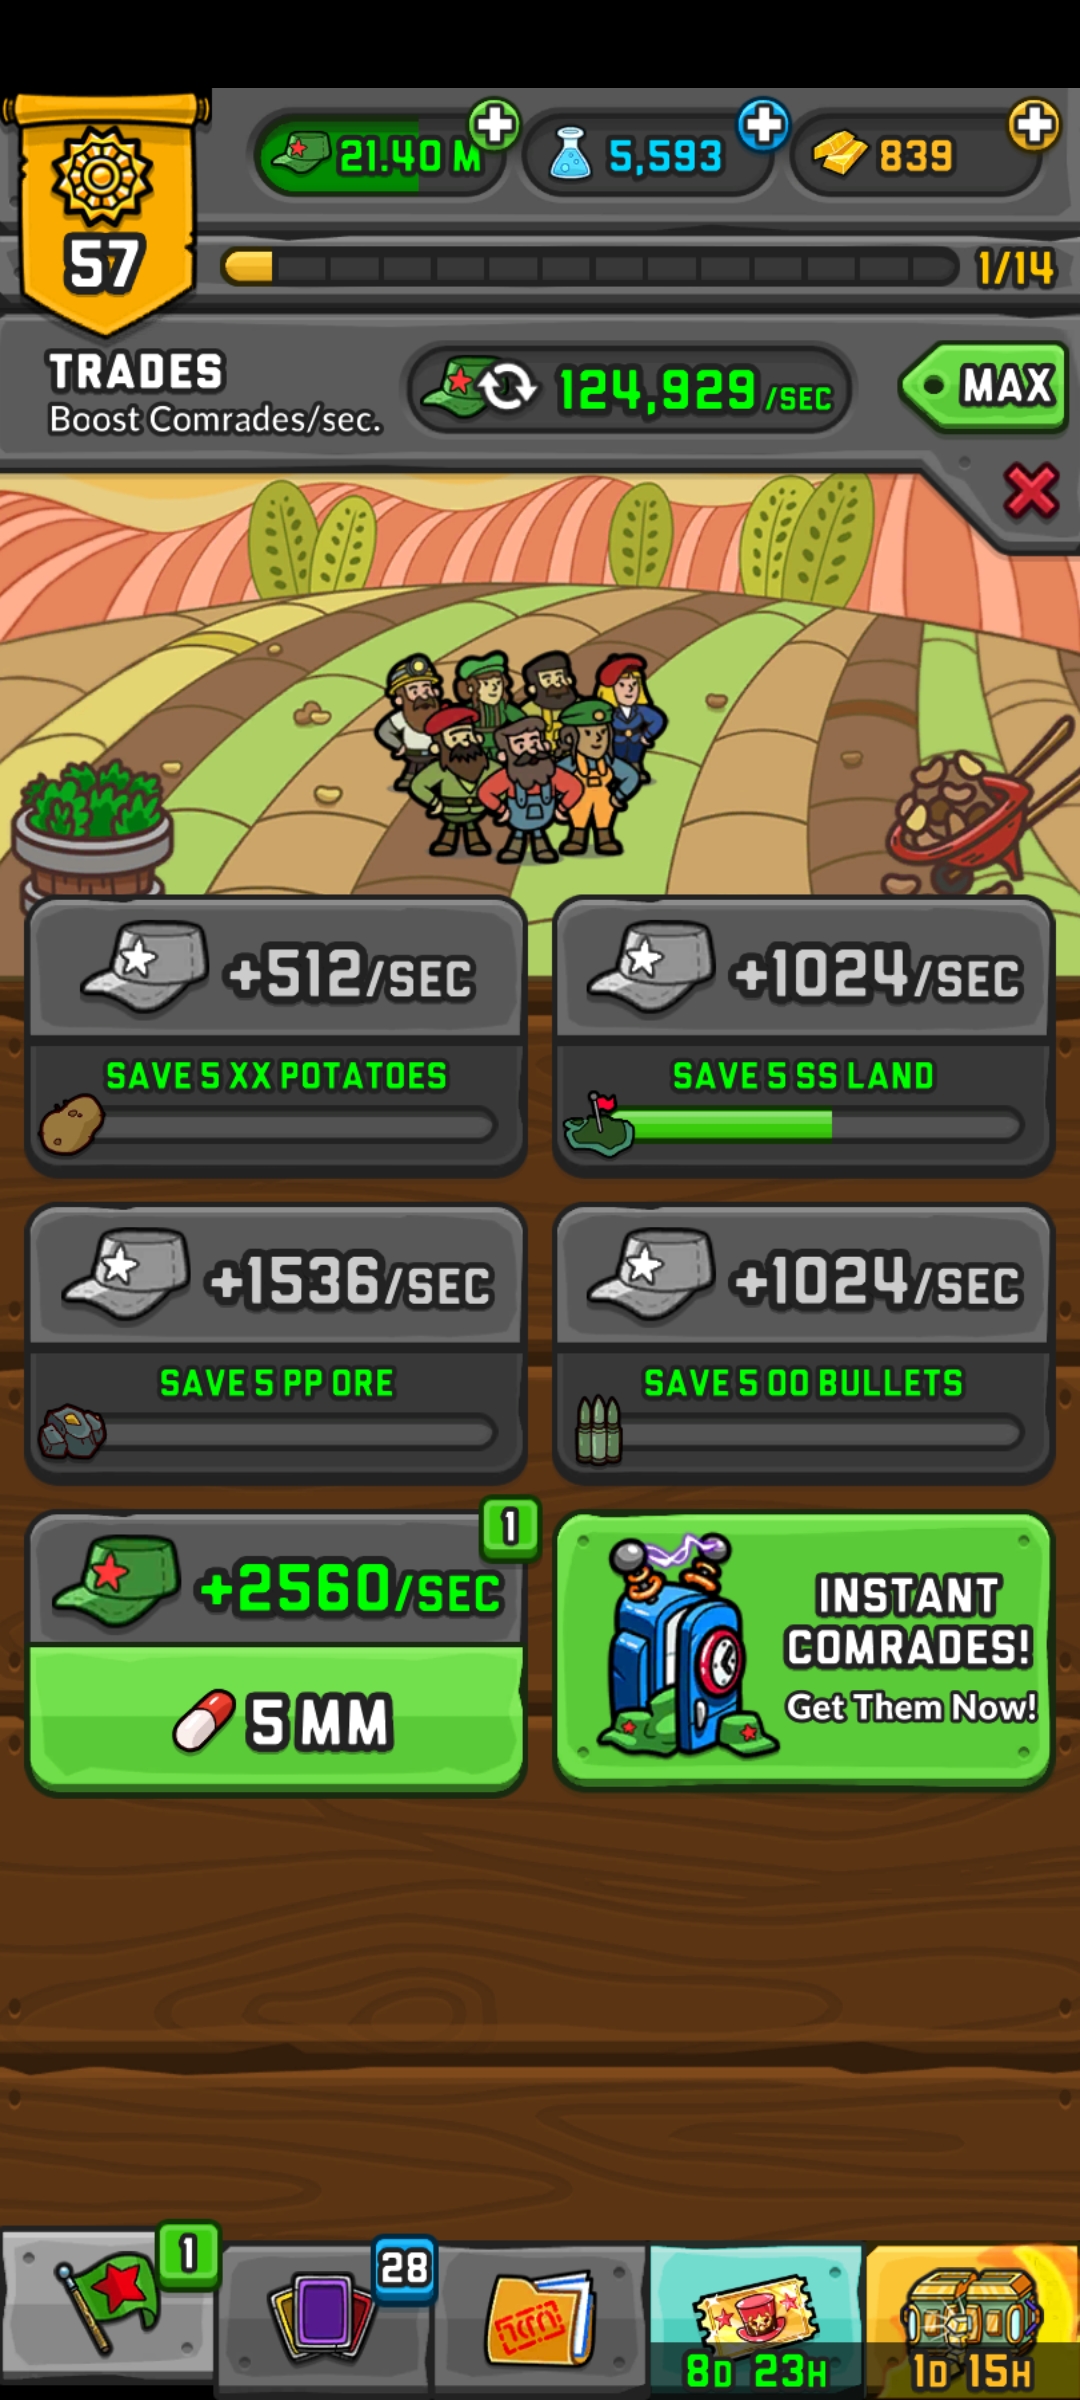 21.40 M
5,593
839
57
1/14
TRADES
Boost Comrades/sec.
124,929/SEC
MAX
+512/SEC
SAVE 5 XX POTATOES
+1024/SEC
SAVE 5 SS LAND
+1536/SEC
SAVE 5 PP ORE
+1024/SEC
SAVE 5 OO BULLETS
1
+2560/SEC
5 MM
INSTANT
COMRADES!
Get Them Now!
1
28
8D 23H
1D 15H